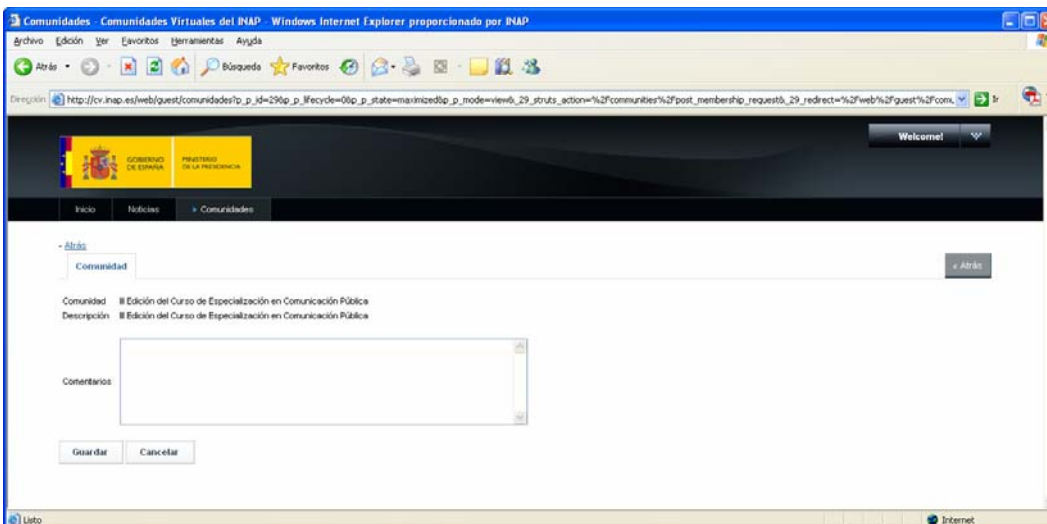 Comunidades - Comunidades Virtuales del INAP - Windows Internet Explorer proporcionado por INAP
Archivo Edición Ver Favoritos Herramientas Ayuda
Atrás Búsqueda Favoritos
Dirección http://cv.inap.es/web/guest/comunidades?p_p_id=29&p_p_lifecycle=0&p_p_state=maximized&p_p_mode=view&_29_struts_action=%2Fcommunities%2Fpost_membership_request&_29_redirect=%2Fweb%2Fguest%2Fcom Ir
Welcome!
GOBIERNO DE ESPAÑA
MINISTERIO DE LA PRESIDENCIA
Inicio Noticias Comunidades
« Atrás
Comunidad « Atrás
Comunidad II Edición del Curso de Especialización en Comunicación Pública
Descripción II Edición del Curso de Especialización en Comunicación Pública
Comentarios
Guardar Cancelar
Listo Internet